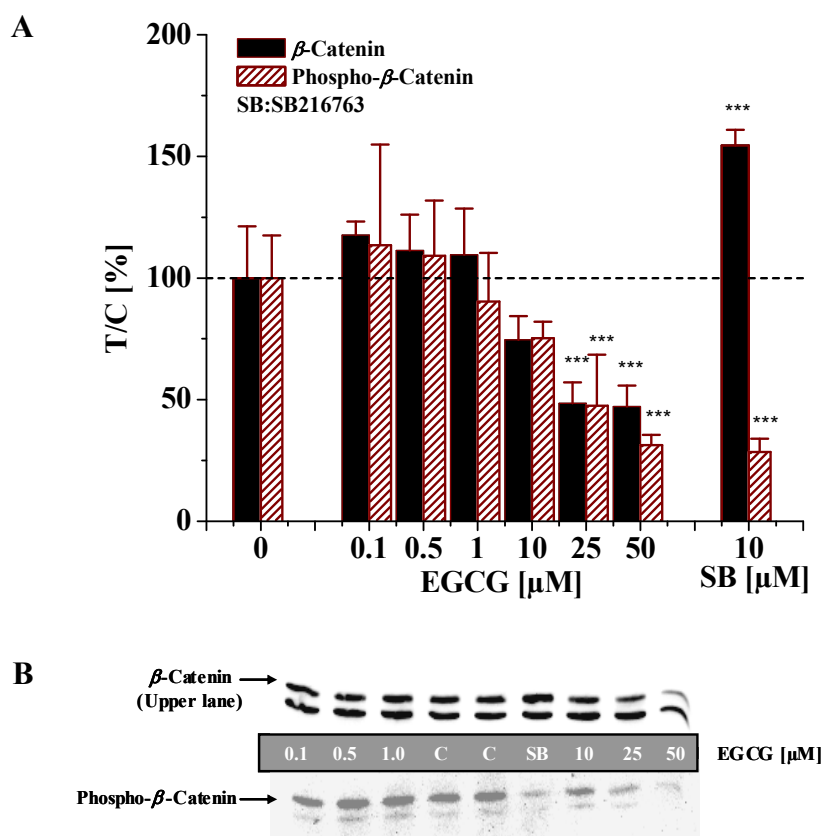 A
200
150
100
50
0
T/C [%]
β-Catenin
Phospho-β-Catenin
SB:SB216763
***
*** *** *** ***
***
0 0.1 0.5 1 10 25 50 10
EGCG [µM] SB [µM]
B
β-Catenin
(Upper lane)
0.1 0.5 1.0 C C SB 10 25 50 EGCG [µM]
Phospho-β-Catenin